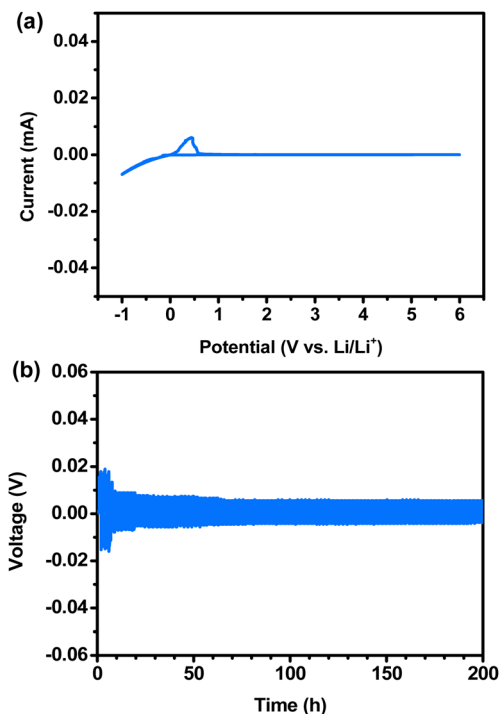 (a)
0.04
0.02
0.00
-0.02
-0.04
Current (mA)
-1 0 1 2 3 4 5 6
Potential (V vs. Li/Li⁺)
(b)
0.06
0.04
0.02
0.00
-0.02
-0.04
-0.06
Voltage (V)
0 50 100 150 200
Time (h)